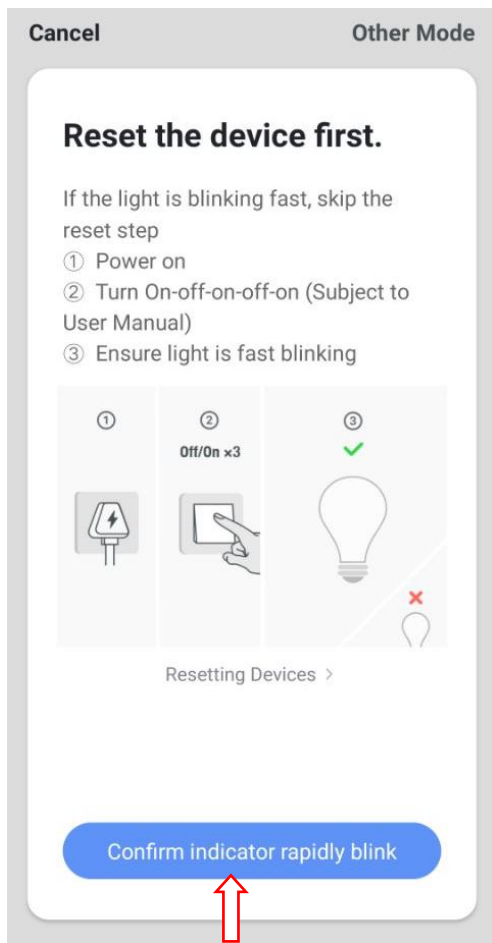 Cancel Other Mode
Reset the device first.
If the light is blinking fast, skip the
reset step
① Power on
② Turn On-off-on-off-on (Subject to
User Manual)
③ Ensure light is fast blinking
① ② ③
Off/On ×3
Resetting Devices >
Confirm indicator rapidly blink